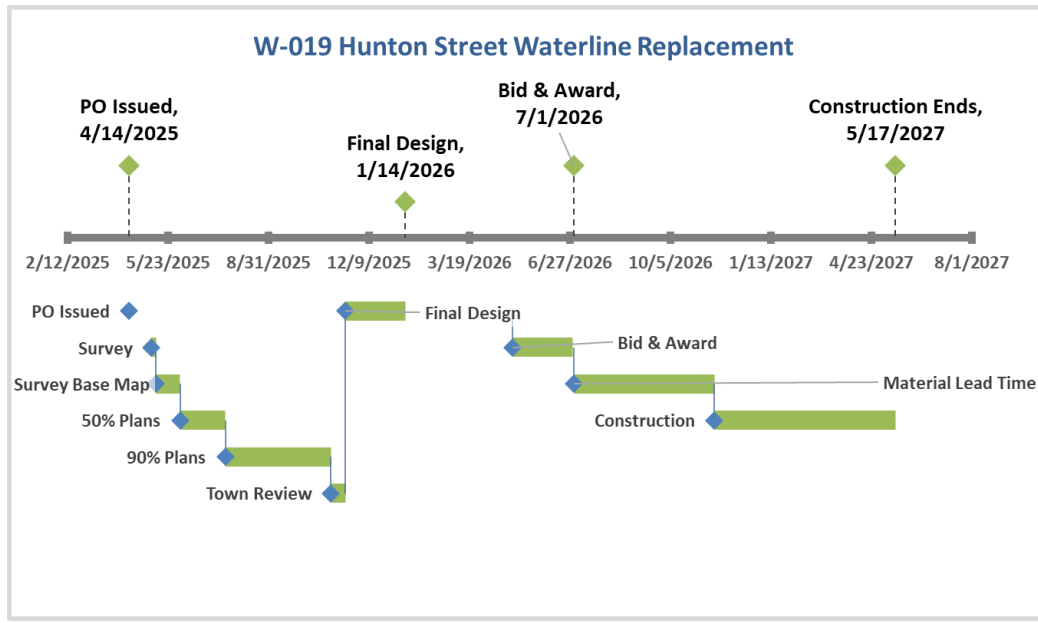 W-019 Hunton Street Waterline Replacement
PO Issued,
4/14/2025
Final Design,
1/14/2026
Bid & Award,
7/1/2026
Construction Ends,
5/17/2027
2/12/2025
5/23/2025
8/31/2025
12/9/2025
3/19/2026
6/27/2026
10/5/2026
1/13/2027
4/23/2027
8/1/2027
PO Issued
Final Design
Survey
Bid & Award
Survey Base Map
Material Lead Time
50% Plans
Construction
90% Plans
Town Review